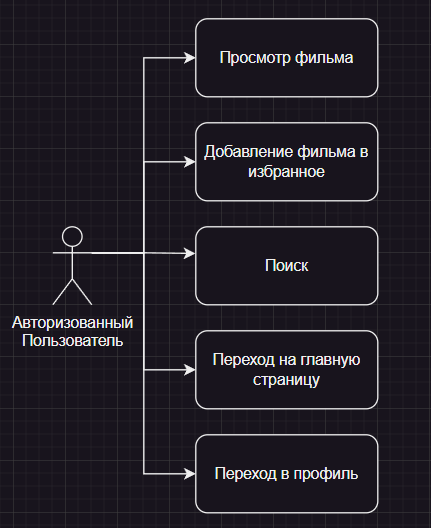 Просмотр фильма
Добавление фильма в
избранное
Поиск
Авторизованный
Пользователь
Переход на главную
страницу
Переход в профиль